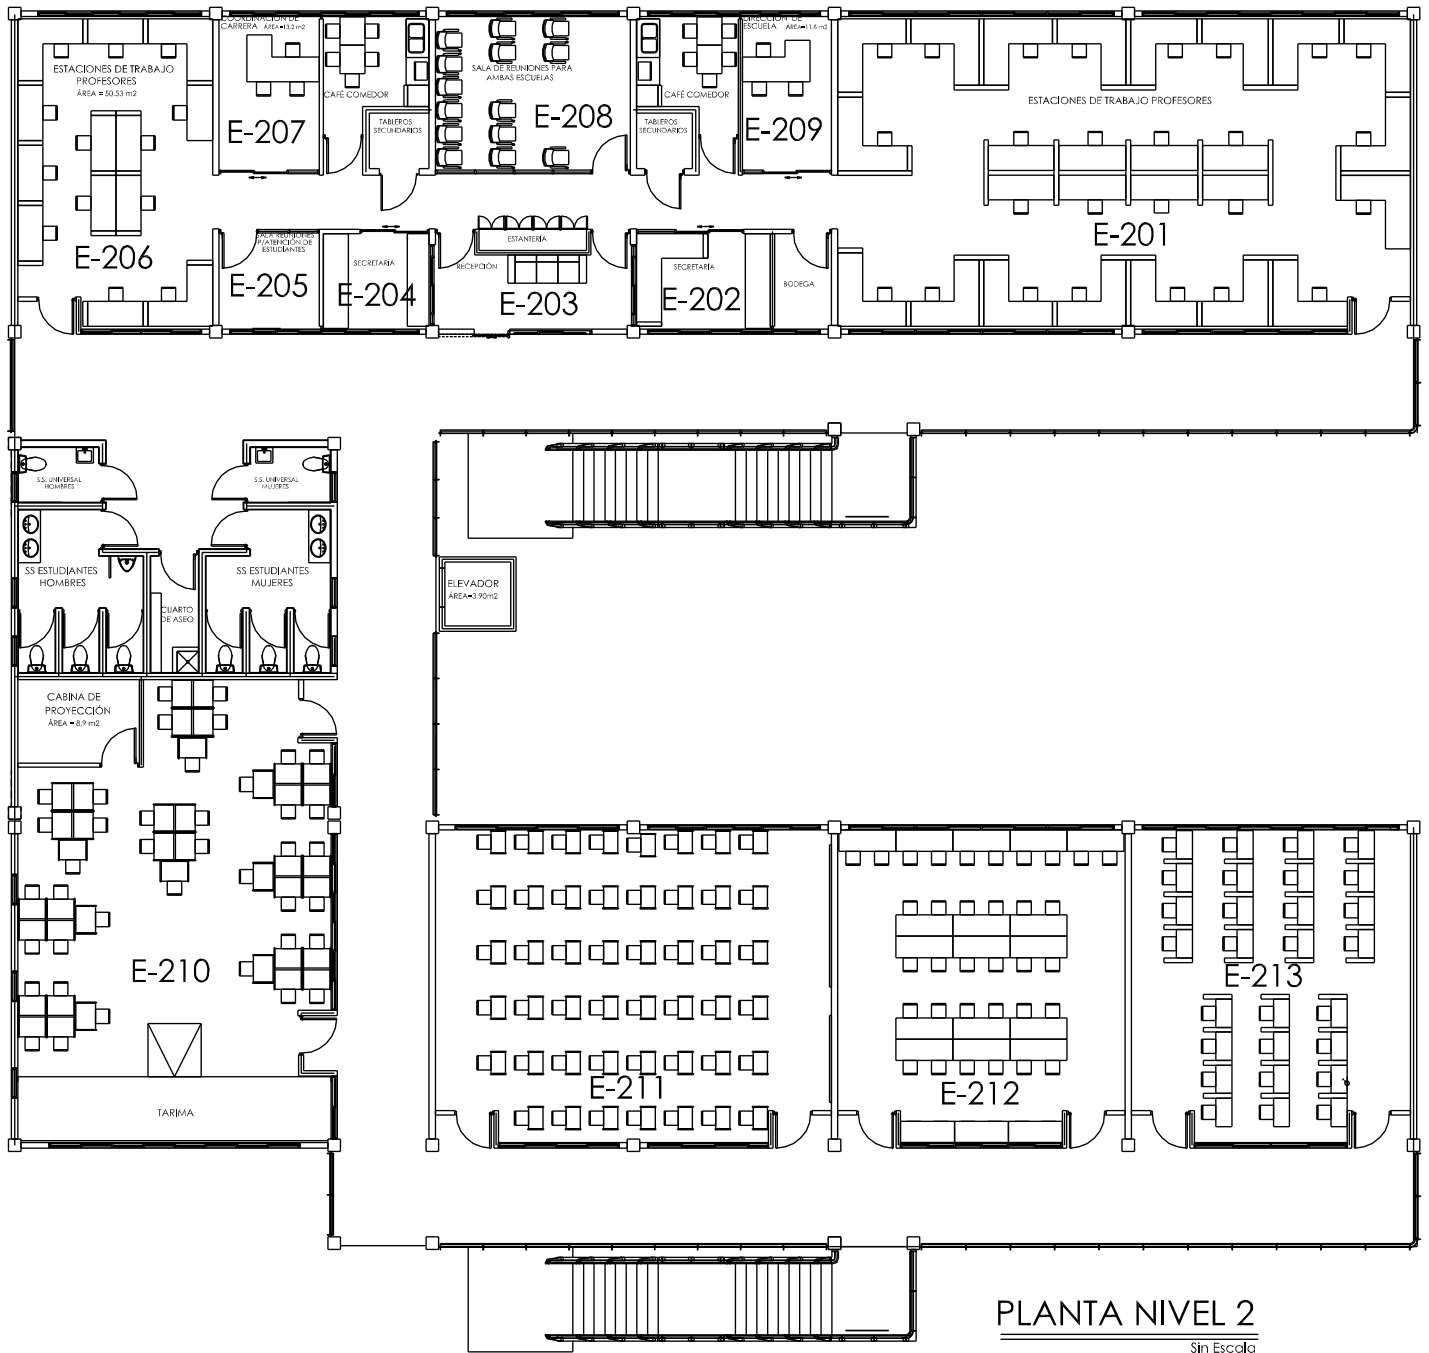 COORDINACIÓN DE
CARRERA ÁREA=13,2 m2
DIRECCIÓN DE
ESCUELA ÁREA=11,8 m2
ESTACIONES DE TRABAJO
PROFESORES
ÁREA = 50.53 m2
SALA DE REUNIONES PARA
AMBAS ESCUELAS
CAFÉ COMEDOR
CAFÉ COMEDOR
ESTACIONES DE TRABAJO PROFESORES
TABLEROS
SECUNDARIOS
TABLEROS
SECUNDARIOS
E-207
E-208
E-209
E-206
SALA REUNIONES
P/ATENCIÓN DE
ESTUDIANTES
ESTANTERÍA
E-201
SECRETARÍA
RECEPCIÓN
SECRETARÍA
BODEGA
E-205
E-204
E-203
E-202
S.S. UNIVERSAL
HOMBRES
S.S. UNIVERSAL
MUJERES
SS ESTUDIANTES
HOMBRES
SS ESTUDIANTES
MUJERES
ELEVADOR
ÁREA=3.90m2
CUARTO
DE ASEO
CABINA DE
PROYECCIÓN
ÁREA = 8,9 m2
E-210
E-213
E-211
E-212
TARIMA
PLANTA NIVEL 2
Sin Escala